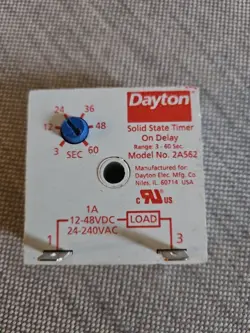 Dayton
Solid State Timer
On Delay
Range: 3 - 60 Sec.
Model No. 2A562
24 36
12 48
3 60
SEC
Manufactured for:
Dayton Elec. Mfg. Co.
Niles, IL 60714 USA
C US
1A
12-48VDC
24-240VAC
LOAD
1 3